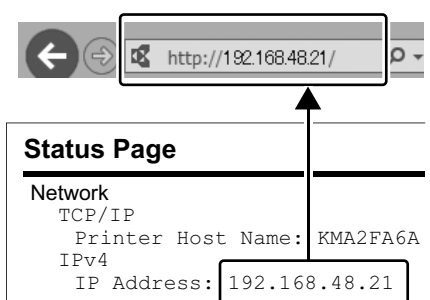 http://192.168.48.21/
Status Page
Network
TCP/IP
Printer Host Name: KMA2FA6A
IPv4
IP Address: 192.168.48.21